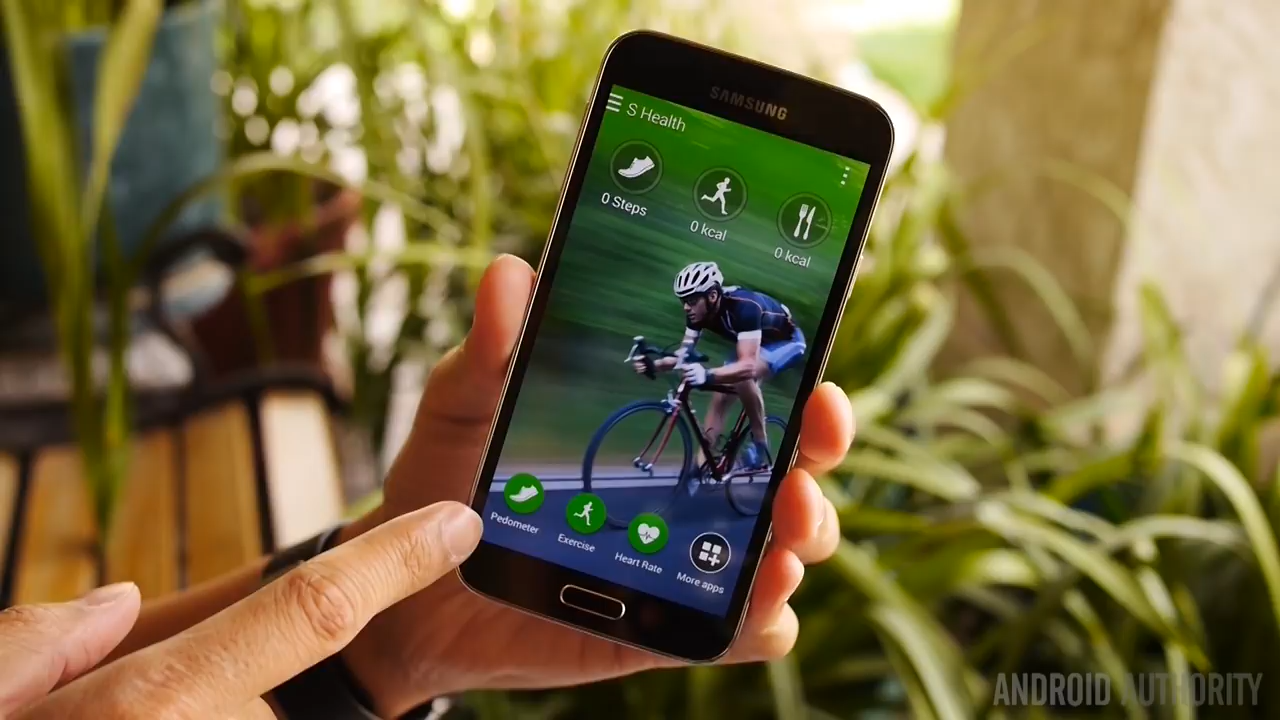 SAMSUNG
S Health
0 Steps
0 kcal
0 kcal
Pedometer
Exercise
Heart Rate
More apps
ANDROID AUTHORITY